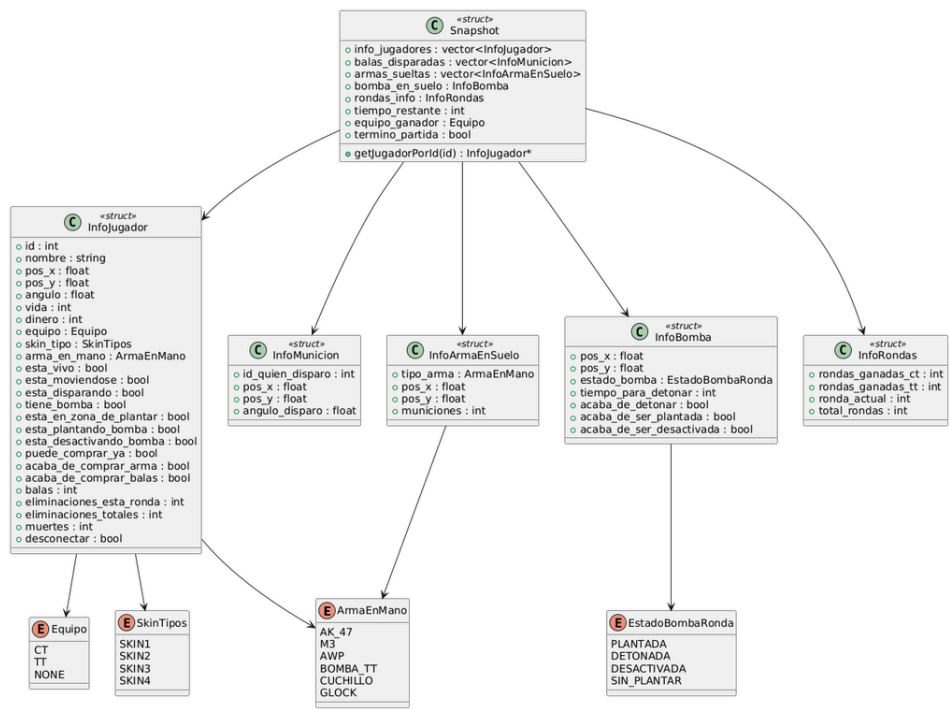 «struct»
C Snapshot
info_jugadores : vector<InfoJugador>
balas_disparadas : vector<InfoMunicion>
armas_sueltas : vector<InfoArmaEnSuelo>
bomba_en_suelo : InfoBomba
rondas_info : InfoRondas
tiempo_restante : int
equipo_ganador : Equipo
termino_partida : bool
getJugadorPorId(id) : InfoJugador*
«struct»
C InfoJugador
id : int
nombre : string
pos_x : float
pos_y : float
angulo : float
vida : int
dinero : int
equipo : Equipo
skin_tipo : SkinTipos
arma_en_mano : ArmaEnMano
esta_vivo : bool
esta_moviendose : bool
esta_disparando : bool
tiene_bomba : bool
esta_en_zona_de_plantar : bool
esta_plantando_bomba : bool
esta_desactivando_bomba : bool
puede_comprar_ya : bool
acaba_de_comprar_arma : bool
acaba_de_comprar_balas : bool
balas : int
eliminaciones_esta_ronda : int
eliminaciones_totales : int
muertes : int
desconectar : bool
«struct»
C InfoMunicion
id_quien_disparo : int
pos_x : float
pos_y : float
angulo_disparo : float
«struct»
C InfoArmaEnSuelo
tipo_arma : ArmaEnMano
pos_x : float
pos_y : float
municiones : int
«struct»
C InfoBomba
pos_x : float
pos_y : float
estado_bomba : EstadoBombaRonda
tiempo_para_detonar : int
acaba_de_detonar : bool
acaba_de_ser_plantada : bool
acaba_de_ser_desactivada : bool
«struct»
C InfoRondas
rondas_ganadas_ct : int
rondas_ganadas_tt : int
ronda_actual : int
total_rondas : int
E Equipo
CT
TT
NONE
E SkinTipos
SKIN1
SKIN2
SKIN3
SKIN4
E ArmaEnMano
AK_47
M3
AWP
BOMBA_TT
CUCHILLO
GLOCK
E EstadoBombaRonda
PLANTADA
DETONADA
DESACTIVADA
SIN_PLANTAR